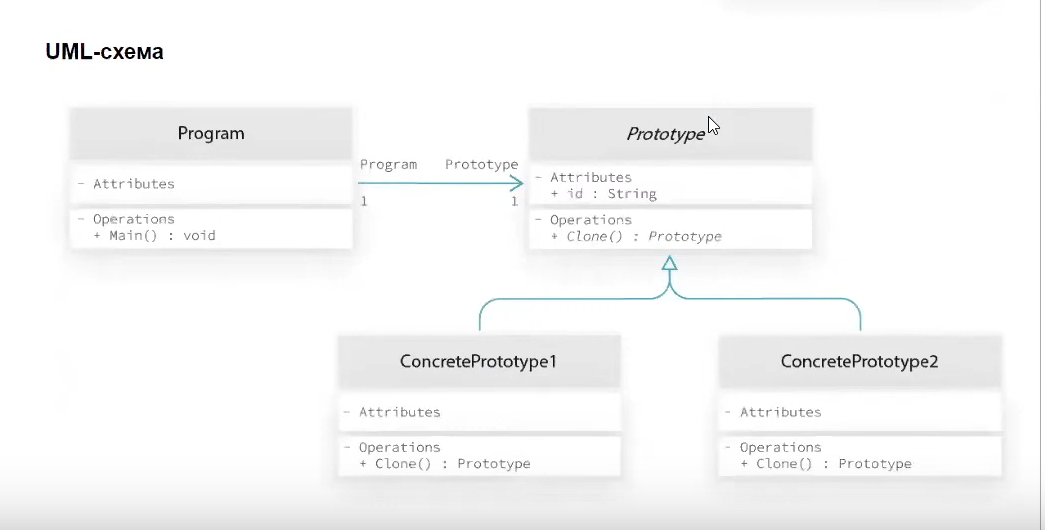 UML-схема
Program
- Attributes
- Operations
+ Main() : void
Program
Prototype
1
1
Prototype
- Attributes
+ id : String
- Operations
+ Clone() : Prototype
ConcretePrototype1
- Attributes
- Operations
+ Clone() : Prototype
ConcretePrototype2
- Attributes
- Operations
+ Clone() : Prototype